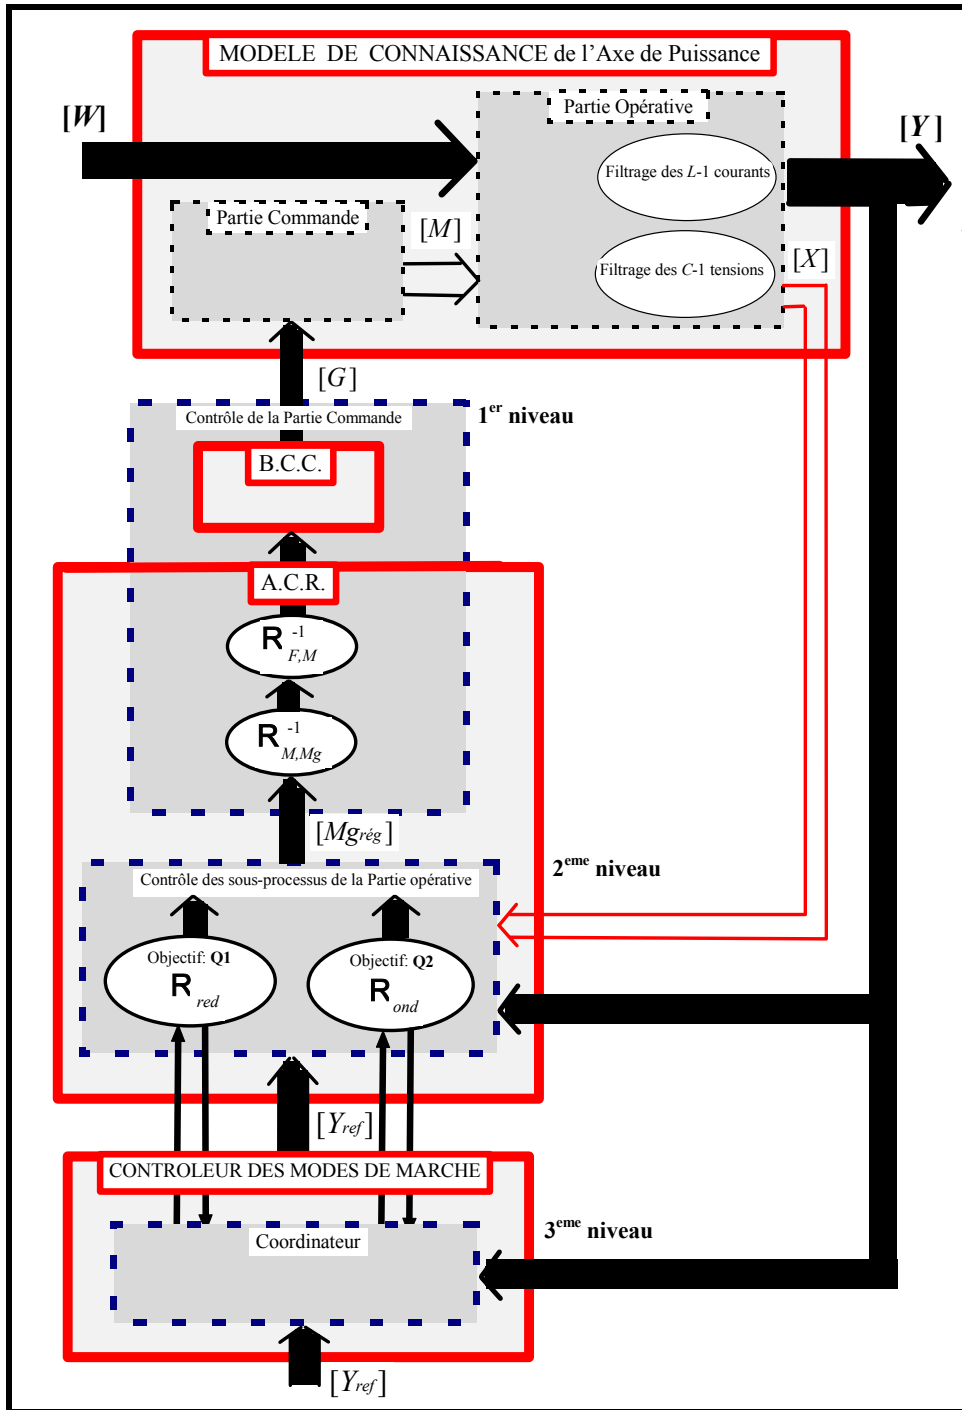 MODELE DE CONNAISSANCE de l'Axe de Puissance
[W]
Partie Opérative
[Y]
Filtrage des L-1 courants
Partie Commande
[M]
Filtrage des C-1 tensions
[X]
[G]
Contrôle de la Partie Commande
1er niveau
B.C.C.
A.C.R.
R F,M -1
R M,Mg -1
[Mgrég]
2eme niveau
Contrôle des sous-processus de la Partie opérative
Objectif: Q1
R red
Objectif: Q2
R ond
[Yref]
CONTROLEUR DES MODES DE MARCHE
3eme niveau
Coordinateur
[Yref]